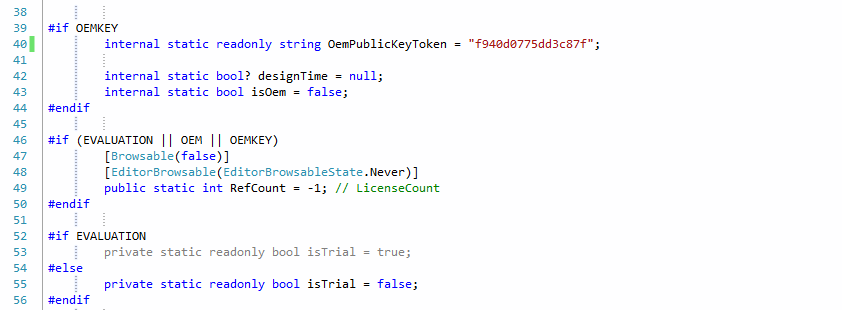 38
39 #if OEMKEY
40 internal static readonly string OemPublicKeyToken = "f940d0775dd3c87f";
41
42 internal static bool? designTime = null;
43 internal static bool isOem = false;
44 #endif
45
46 #if (EVALUATION || OEM || OEMKEY)
47 [Browsable(false)]
48 [EditorBrowsable(EditorBrowsableState.Never)]
49 public static int RefCount = -1; // LicenseCount
50 #endif
51
52 #if EVALUATION
53 private static readonly bool isTrial = true;
54 #else
55 private static readonly bool isTrial = false;
56 #endif